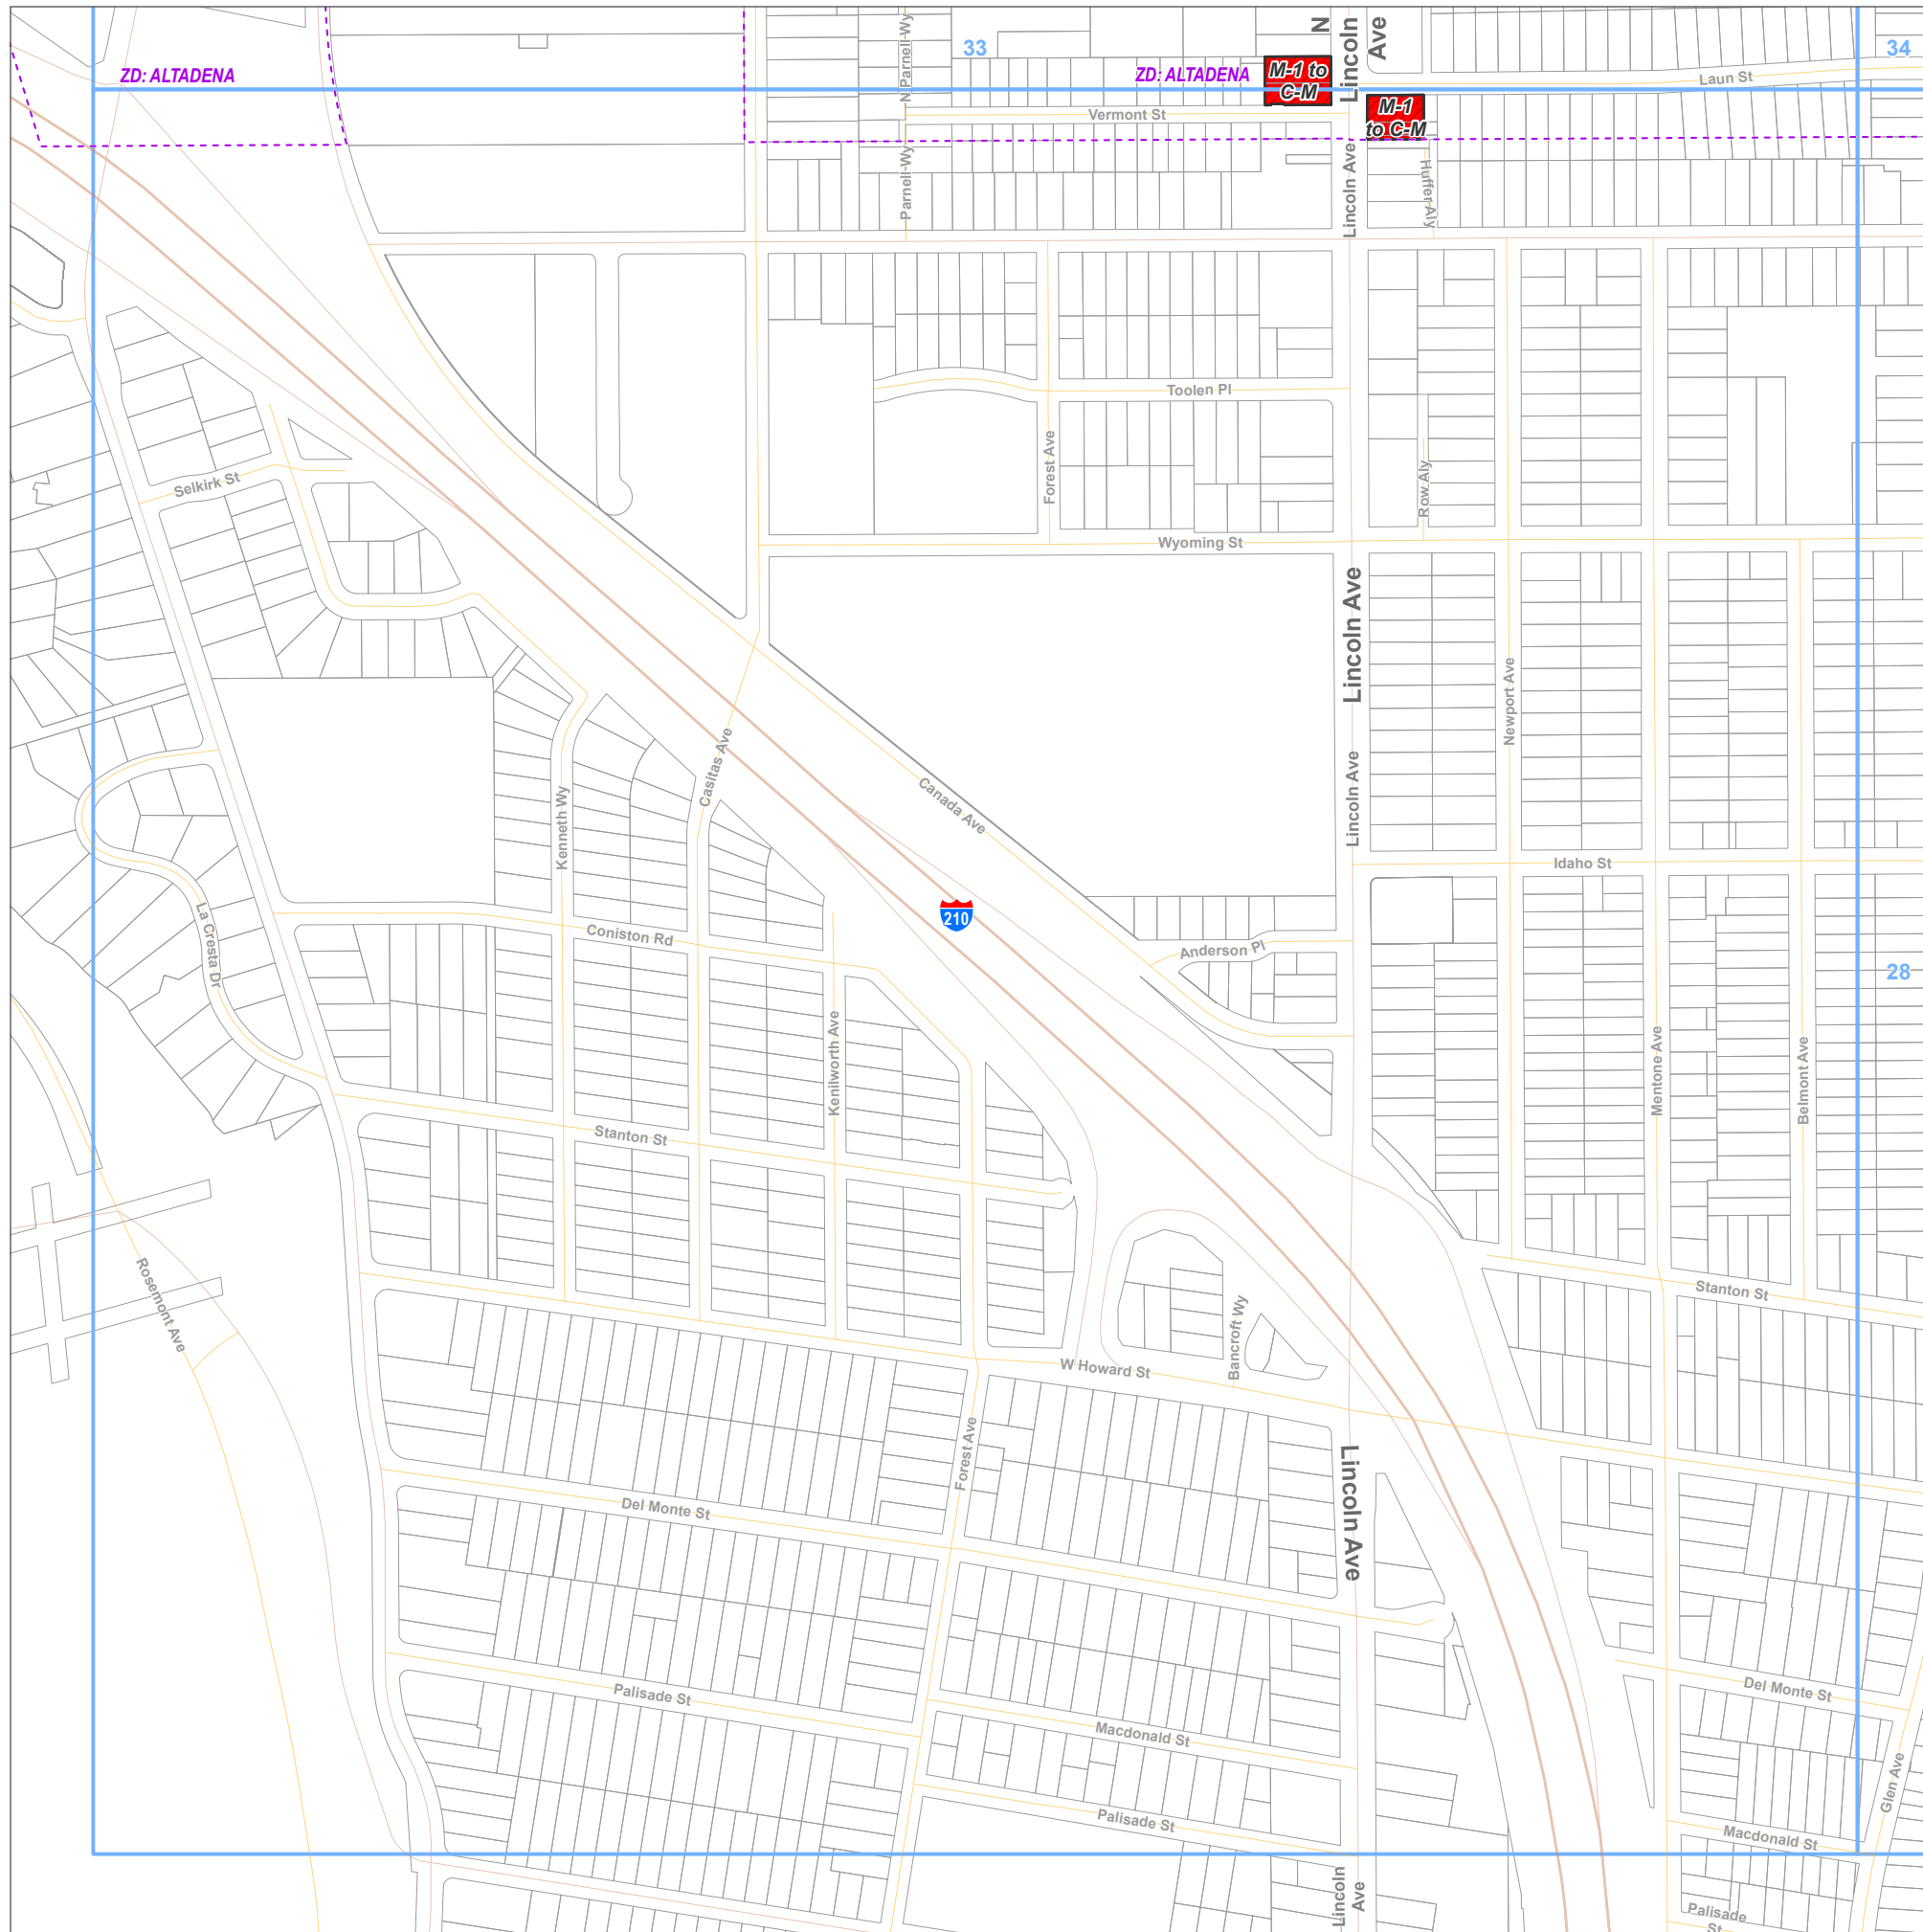 N
Lincoln
Ave
33
34
ZD: ALTADENA
ZD: ALTADENA
M-1 to
C-M
N Parnell Wy
Laun St
M-1
to C-M
Vermont St
Parnell Wy
Lincoln Ave
Huffer Aly
Toolen Pl
Forest Ave
Row Aly
Selkirk St
Wyoming St
Lincoln Ave
Newport Ave
Casitas Ave
Canada Ave
Lincoln Ave
Kenneth Wy
Idaho St
La Cresta Dr
Coniston Rd
210
Anderson Pl
28
Kenilworth Ave
Mentone Ave
Belmont Ave
Stanton St
Rosemont Ave
Stanton St
W Howard St
Bancroft Wy
Forest Ave
Lincoln Ave
Del Monte St
Palisade St
Del Monte St
Macdonald St
Glen Ave
Palisade St
Macdonald St
Lincoln
Ave
Palisade
St